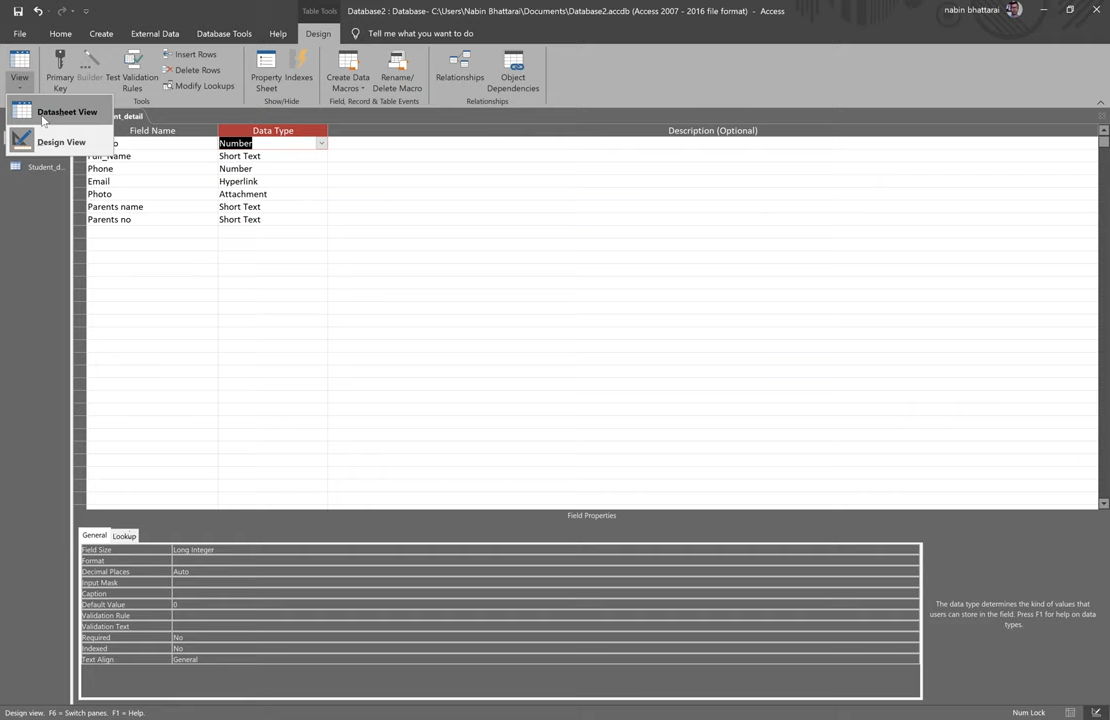 Table Tools
Database2 : Database- C:\Users\Nabin Bhattarai\Documents\Database2.accdb (Access 2007 - 2016 file format) - Access
nabin bhattarai
File Home Create External Data Database Tools Help Design Tell me what you want to do
View
Primary Key
Builder
Test Validation Rules
Insert Rows
Delete Rows
Modify Lookups
Tools
Property Sheet
Indexes
Show/Hide
Create Data Macros
Rename/ Delete Macro
Field, Record & Table Events
Relationships
Object Dependencies
Relationships
Datasheet View
Design View
Student_d...
nt_detail
Field Name Data Type Description (Optional)
o Number
Full_Name Short Text
Phone Number
Email Hyperlink
Photo Attachment
Parents name Short Text
Parents no Short Text
Field Properties
General Lookup
Field Size Long Integer
Format
Decimal Places Auto
Input Mask
Caption
Default Value 0
Validation Rule
Validation Text
Required No
Indexed No
Text Align General
The data type determines the kind of values that
users can store in the field. Press F1 for help on data
types.
Design view. F6 = Switch panes. F1 = Help.
Num Lock